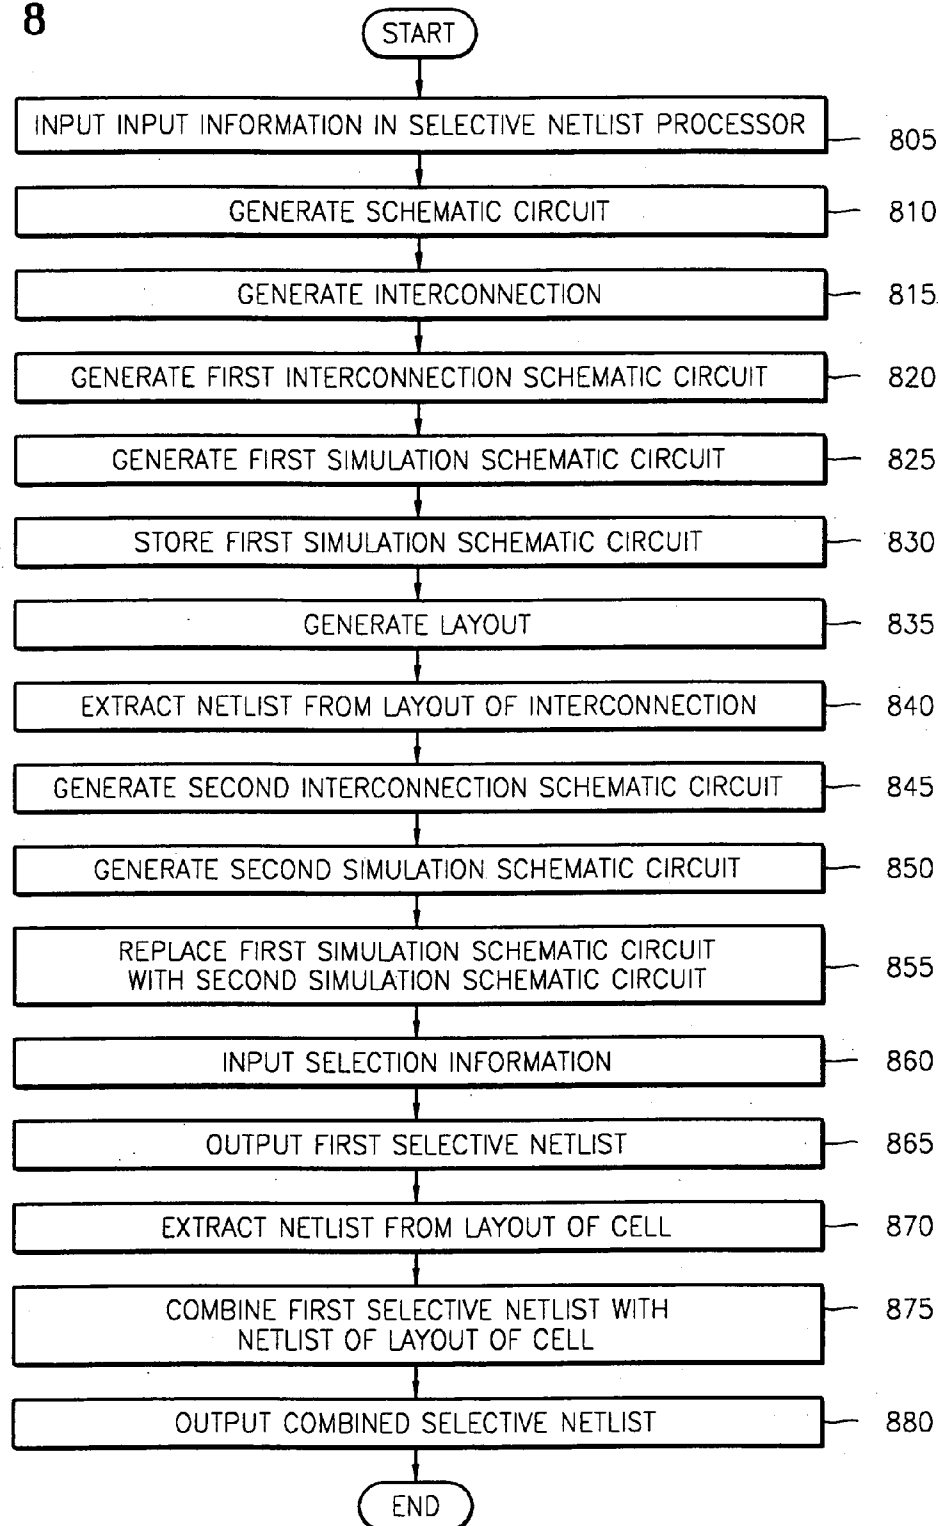 8
START
INPUT INPUT INFORMATION IN SELECTIVE NETLIST PROCESSOR
805
GENERATE SCHEMATIC CIRCUIT
810
GENERATE INTERCONNECTION
815
GENERATE FIRST INTERCONNECTION SCHEMATIC CIRCUIT
820
GENERATE FIRST SIMULATION SCHEMATIC CIRCUIT
825
STORE FIRST SIMULATION SCHEMATIC CIRCUIT
830
GENERATE LAYOUT
835
EXTRACT NETLIST FROM LAYOUT OF INTERCONNECTION
840
GENERATE SECOND INTERCONNECTION SCHEMATIC CIRCUIT
845
GENERATE SECOND SIMULATION SCHEMATIC CIRCUIT
850
REPLACE FIRST SIMULATION SCHEMATIC CIRCUIT
WITH SECOND SIMULATION SCHEMATIC CIRCUIT
855
INPUT SELECTION INFORMATION
860
OUTPUT FIRST SELECTIVE NETLIST
865
EXTRACT NETLIST FROM LAYOUT OF CELL
870
COMBINE FIRST SELECTIVE NETLIST WITH
NETLIST OF LAYOUT OF CELL
875
OUTPUT COMBINED SELECTIVE NETLIST
880
END